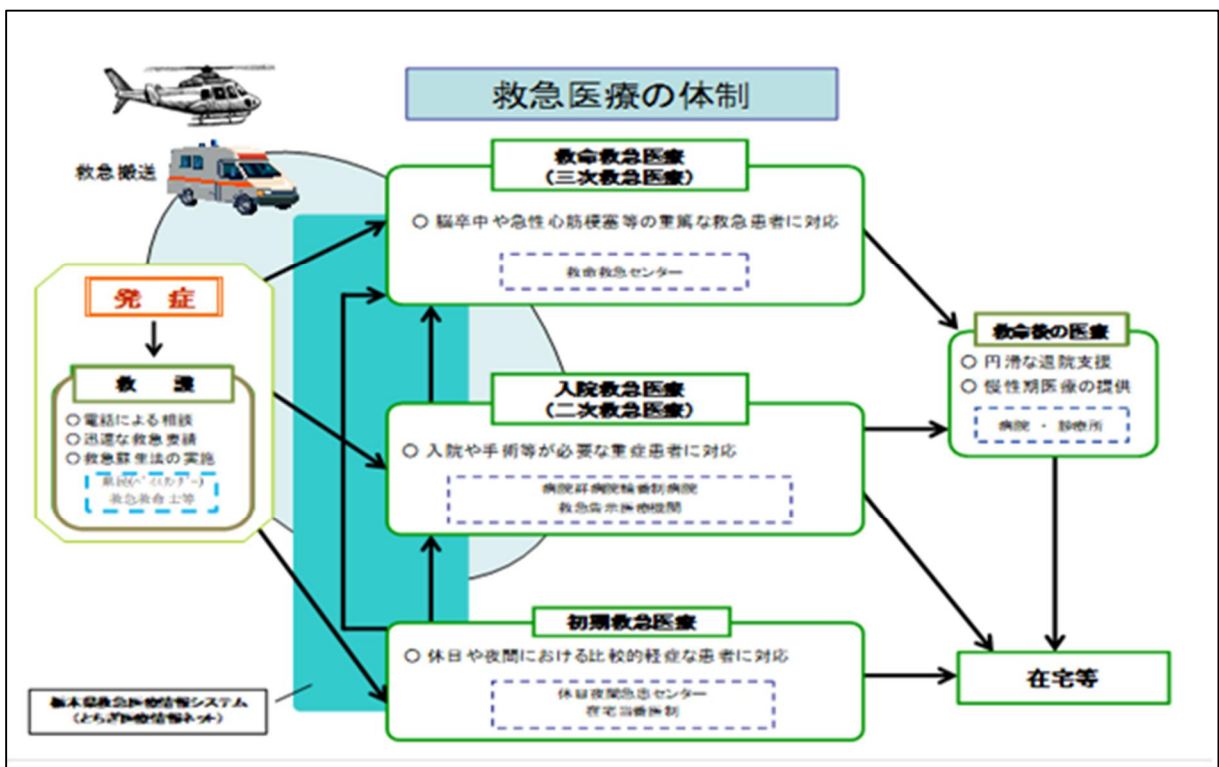 救急医療の体制
救急搬送
救命救急医療
(三次救急医療)
○ 脳卒中や急性心筋梗塞等の重篤な救急患者に対応
救命救急センター
発 症
救 護
○電話による相談
○迅速な救急要請
○救急蘇生法の実施
県民(バイスタンダー)
救急救命士等
入院救急医療
(二次救急医療)
○ 入院や手術等が必要な重症患者に対応
病院群病院輪番制病院
救急告示医療機関
初期救急医療
○ 休日や夜間における比較的軽症な患者に対応
休日夜間急患センター
在宅当番医制
救命後の医療
○ 円滑な退院支援
○ 慢性期医療の提供
病院 ・ 診療所
在宅等
栃木県救急医療情報システム
(とちぎ医療情報ネット)